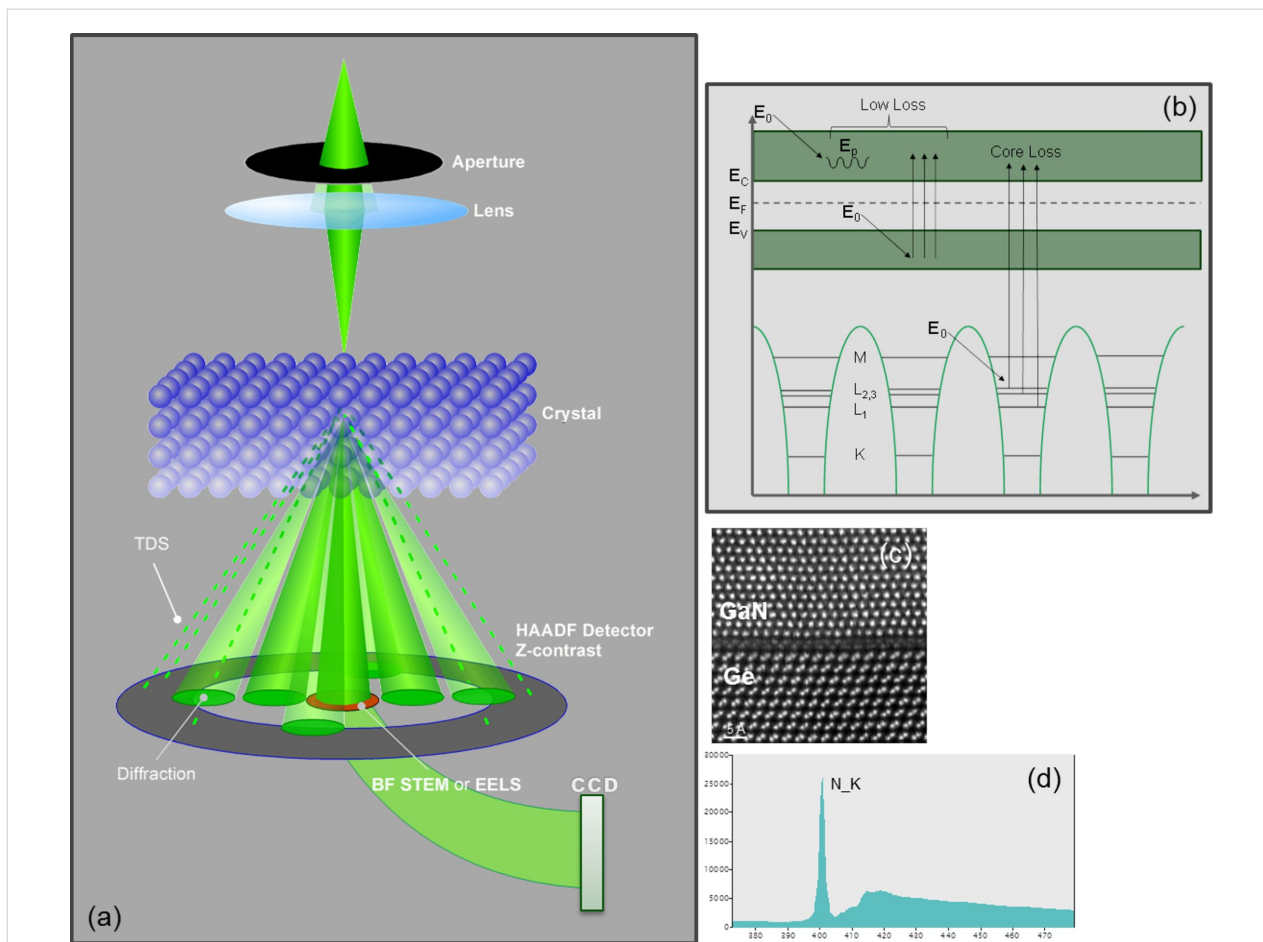 Aperture
Lens
Crystal
TDS
HAADF Detector
Z-contrast
Diffraction
BF STEM or EELS
CCD
(a)
(b)
Low Loss
E0
Ep
Core Loss
EC
EF
E0
EV
E0
M
L2,3
L1
K
(c)
GaN
Ge
5 A
(d)
30000
25000
N_K
20000
15000
10000
5000
0
380 390 400 410 420 430 440 450 460 470